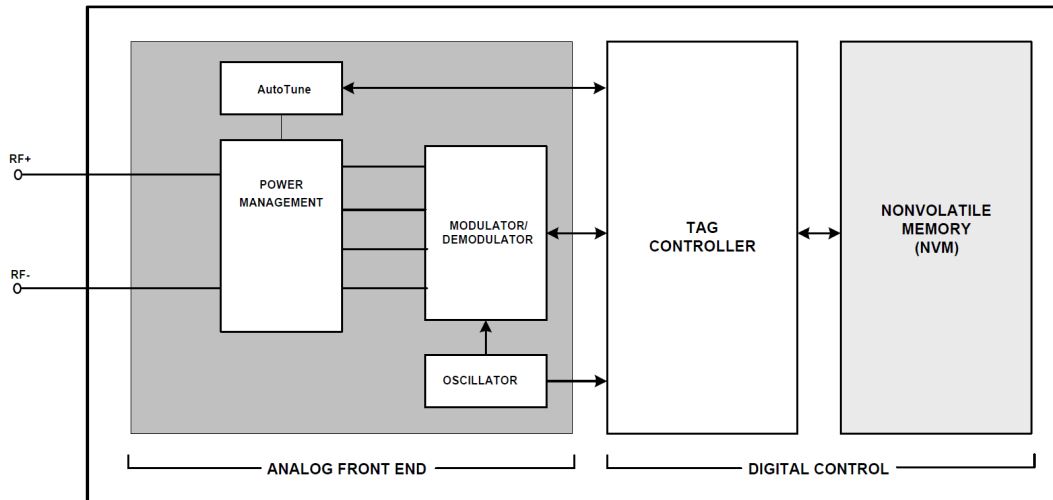 AutoTune
RF+
POWER
MANAGEMENT
MODULATOR/
DEMODULATOR
TAG
CONTROLLER
NONVOLATILE
MEMORY
(NVM)
RF-
OSCILLATOR
ANALOG FRONT END
DIGITAL CONTROL